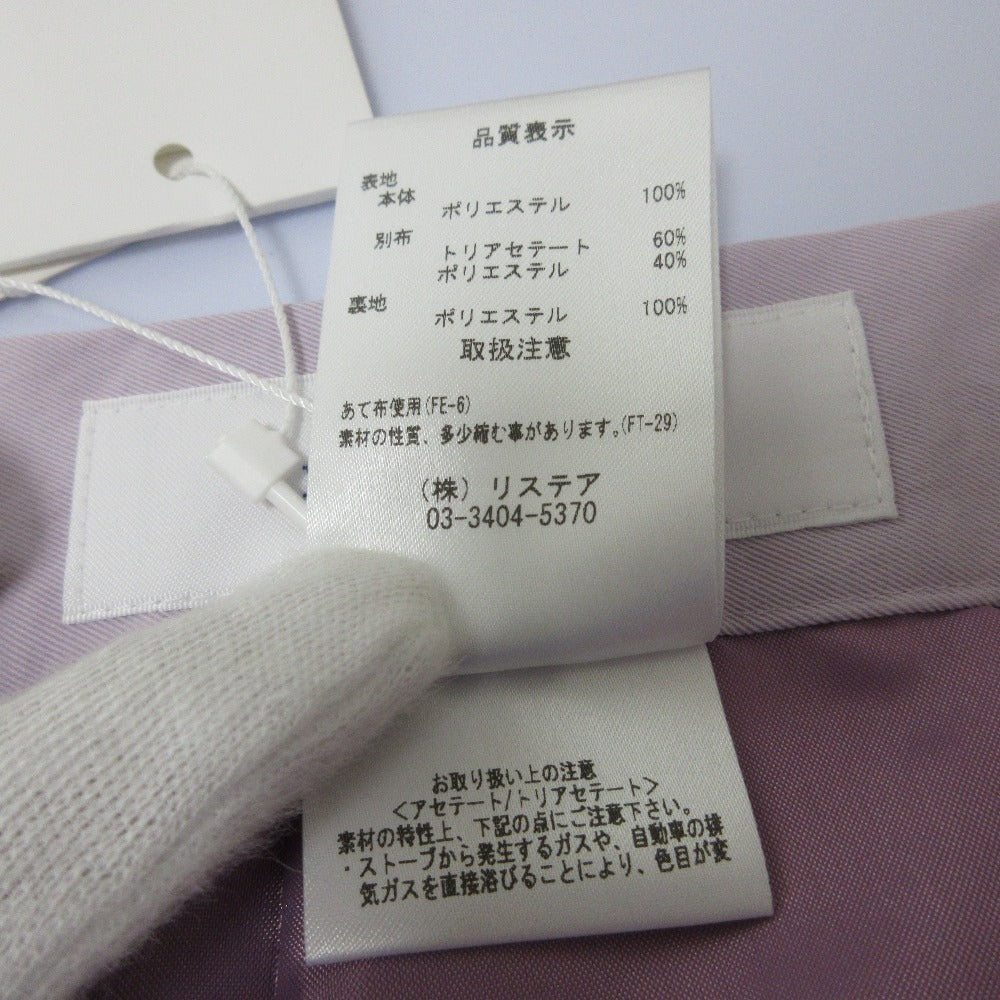 品質表示
表地
本体 ポリエステル 100%
別布 トリアセテート 60%
ポリエステル 40%
裏地 ポリエステル 100%
取扱注意
あて布使用(FE-6)
素材の性質、多少縮む事があります。(FT-29)
(株) リステア
03-3404-5370
お取り扱い上の注意
<アセテート/トリアセテート>
素材の特性上、下記の点にご注意下さい。
・ストーブから発生するガスや、自動車の排
気ガスを直接浴びることにより、色目が変